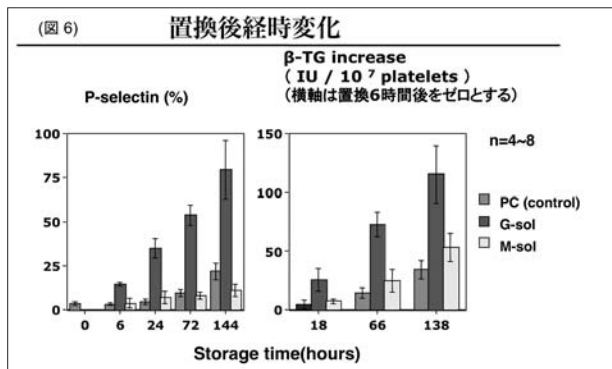 (図 6)
置換後経時変化
P-selectin (%)
β-TG increase
( IU / 10 ⁷ platelets )
(横軸は置換6時間後をゼロとする)
n=4~8
100
75
50
25
0
0 6 24 72 144
150
100
50
0
18 66 138
PC (control)
G-sol
M-sol
Storage time(hours)